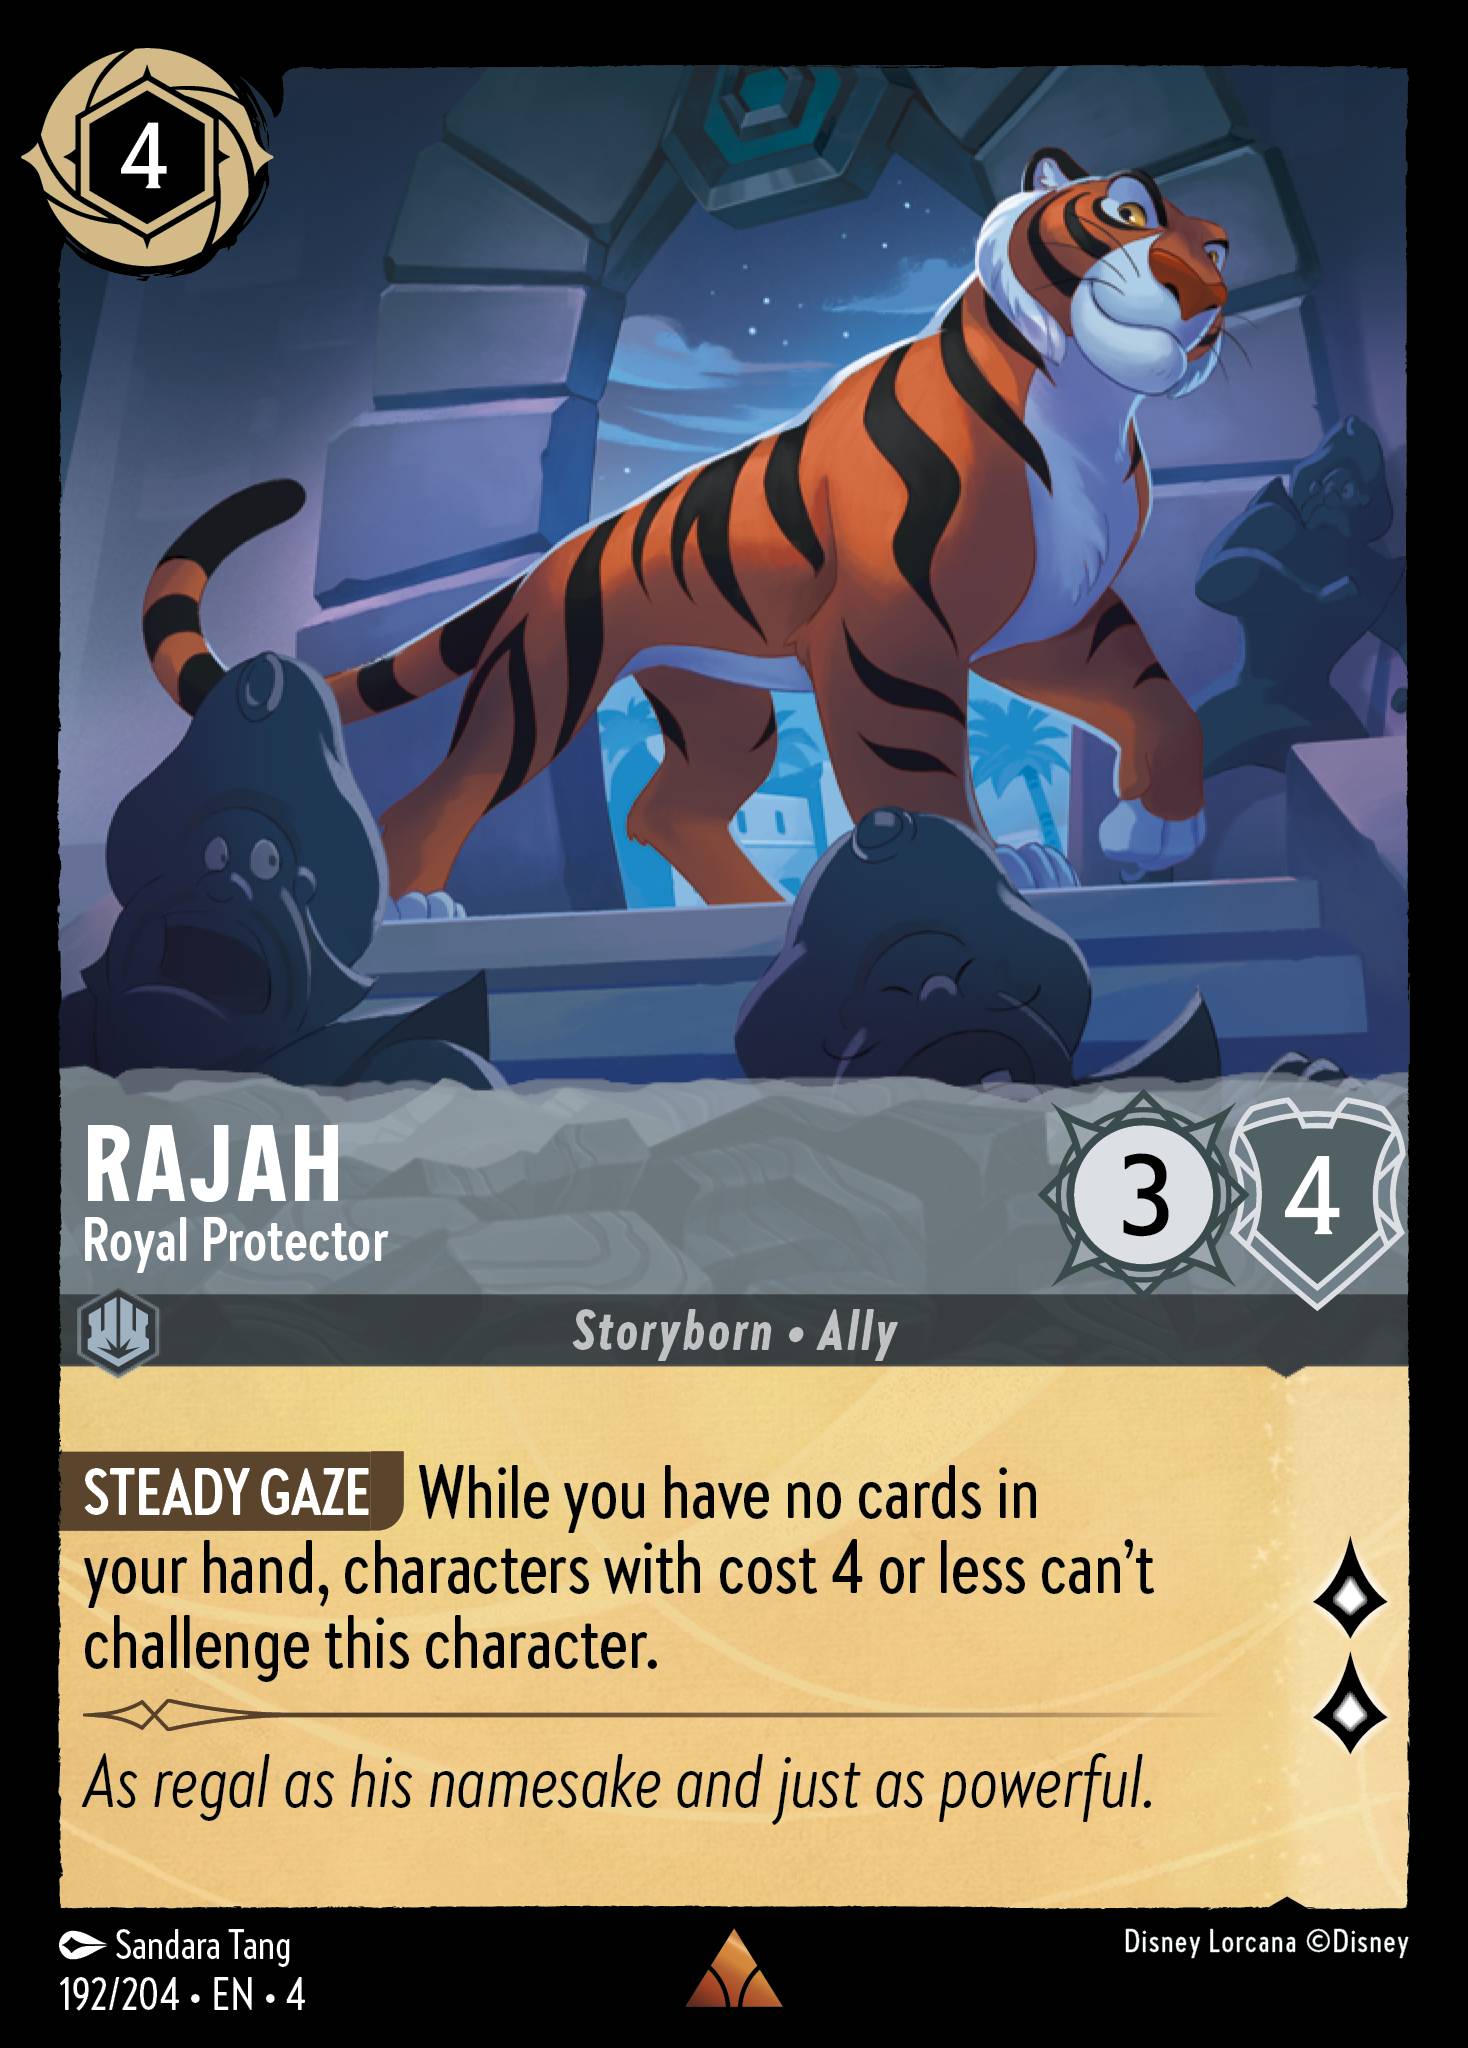 4
RAJAH
Royal Protector
3
4
Storyborn • Ally
STEADY GAZE While you have no cards in
your hand, characters with cost 4 or less can’t
challenge this character.
As regal as his namesake and just as powerful.
Sandara Tang
Disney Lorcana ©Disney
192/204 • EN • 4